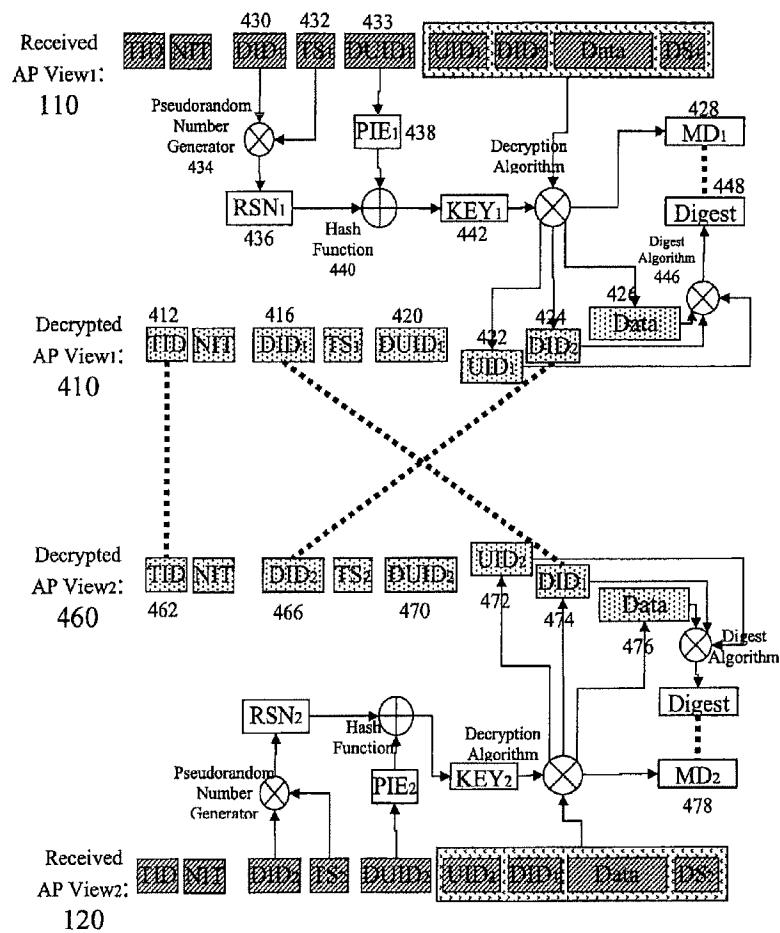 430 432 433
Received TID NIT DID₁ TS₁ DUID₁ UID₁ DID₂ Data DS₁
AP View1:
110
Pseudorandom
Number
Generator
434
PIE₁ 438
Decryption
Algorithm
428
MD₁
448
Digest
RSN₁
436
Hash
Function
440
KEY₁
442
Digest
Algorithm
446
412 416 420 422 424 426
Decrypted TID NIT DID₁ TS₁ DUID₁ UID₁ DID₂ Data
AP View1:
410
Decrypted TID NIT DID₂ TS₂ DUID₂ UID₂ DID₁ Data
AP View2:
460
462 466 470 472 474 476
Digest
Algorithm
Digest
RSN₂
Hash
Function
Decryption
Algorithm
Pseudorandom
Number
Generator
PIE₂
KEY₂
MD₂
478
Received TID NIT DID₂ TS₂ DUID₂ UID₂ Data
AP View2:
120